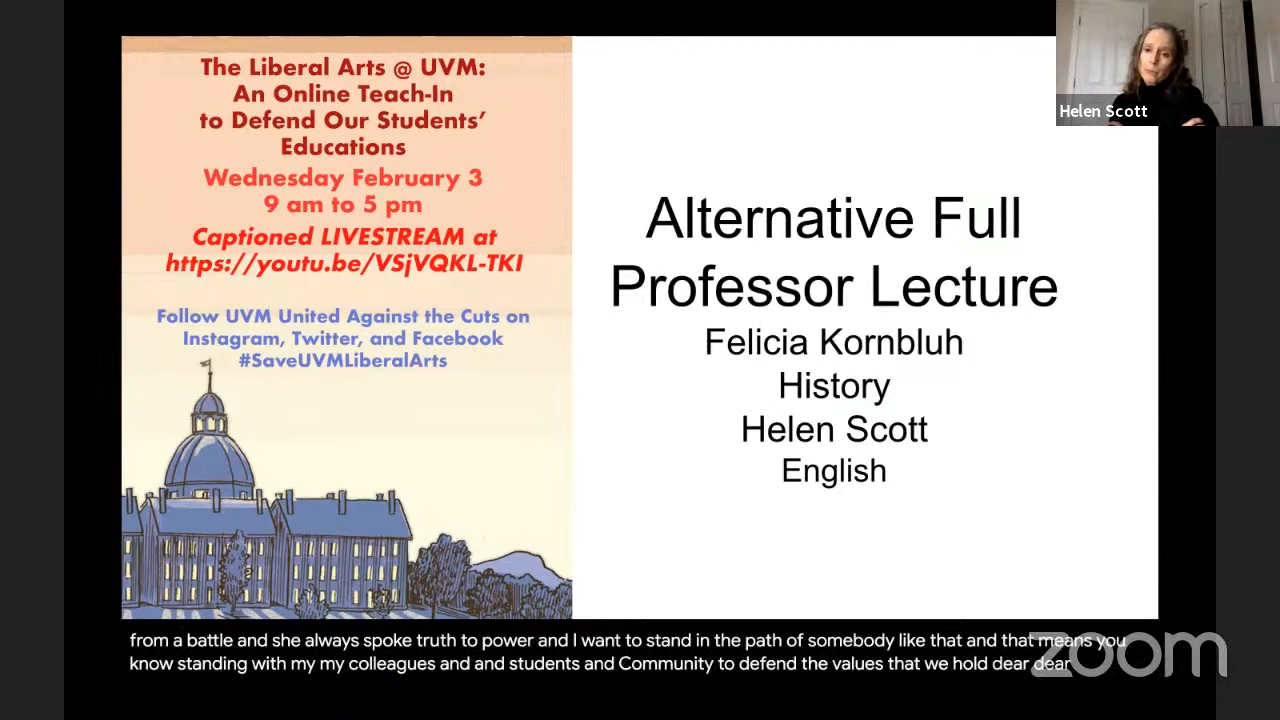 The Liberal Arts @ UVM:
An Online Teach-In
to Defend Our Students'
Educations
Wednesday February 3
9 am to 5 pm
Captioned LIVESTREAM at
https://youtu.be/VSjVQKL-TKI
Follow UVM United Against the Cuts on
Instagram, Twitter, and Facebook
#SaveUVMLiberalArts
Alternative Full
Professor Lecture
Felicia Kornbluh
History
Helen Scott
English
Helen Scott
from a battle and she always spoke truth to power and I want to stand in the path of somebody like that and that means you
know standing with my my colleagues and and students and Community to defend the values that we hold dear dear
zoom